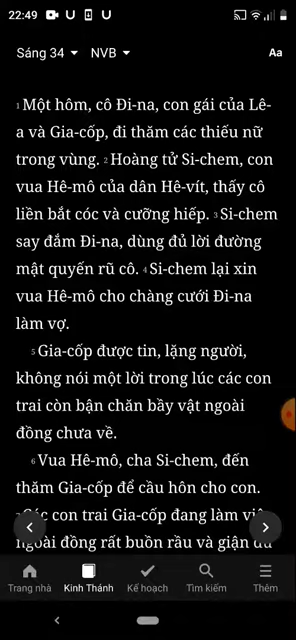 22:49
Sáng 34 NVB Aa
1 Một hôm, cô Đi-na, con gái của Lê-
a và Gia-cốp, đi thăm các thiếu nữ
trong vùng. 2 Hoàng tử Si-chem, con
vua Hê-mô của dân Hê-vít, thấy cô
liền bắt cóc và cưỡng hiếp. 3 Si-chem
say đắm Đi-na, dùng đủ lời đường
mật quyến rũ cô. 4 Si-chem lại xin
vua Hê-mô cho chàng cưới Đi-na
làm vợ.
5 Gia-cốp được tin, lặng người,
không nói một lời trong lúc các con
trai còn bận chăn bầy vật ngoài
đồng chưa về.
6 Vua Hê-mô, cha Si-chem, đến
thăm Gia-cốp để cầu hôn cho con.
7 Các con trai Gia-cốp đang làm
ngoài đồng rất buồn rầu và giận
Trang nhà Kinh Thánh Kế hoạch Tìm kiếm Thêm